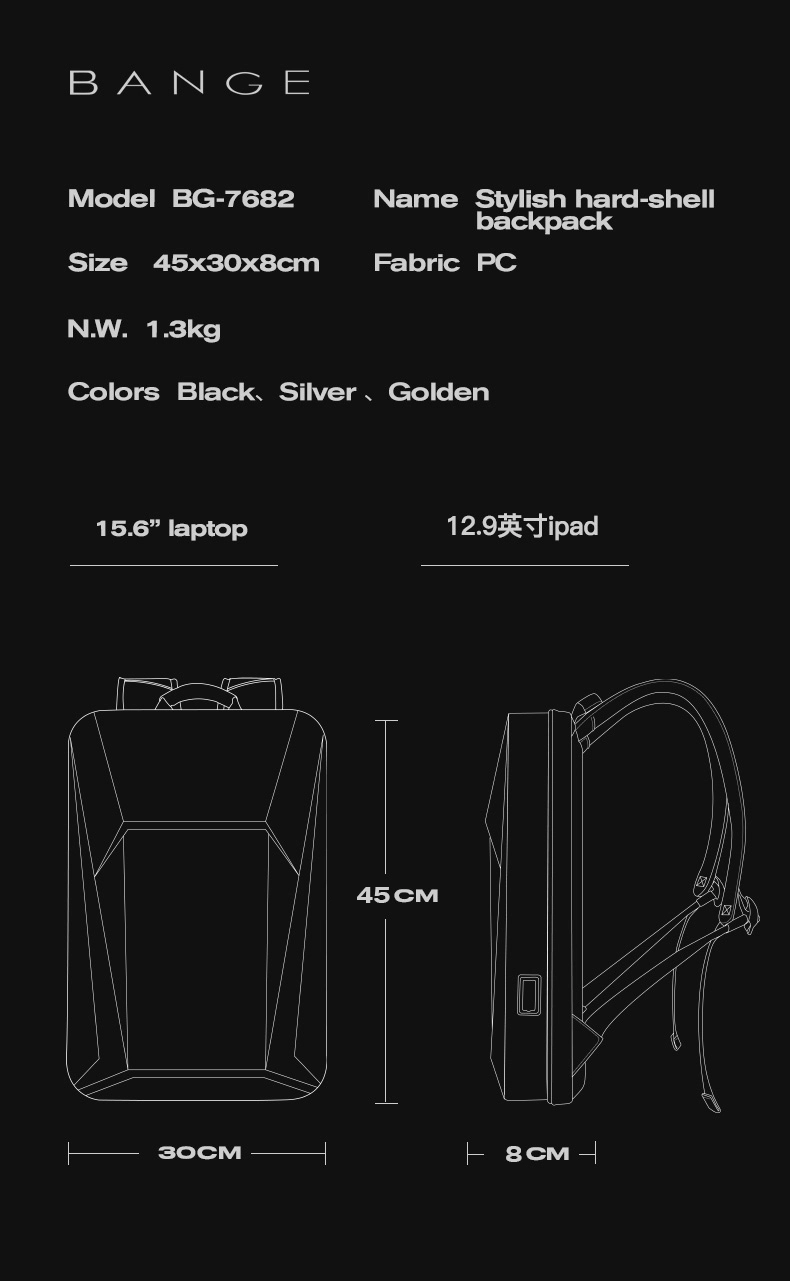 BANGE
Model BG-7682
Name Stylish hard-shell
backpack
Size 45x30x8cm
Fabric PC
N.W. 1.3kg
Colors Black、Silver 、Golden
15.6” laptop
12.9英寸ipad
45CM
30CM
8CM